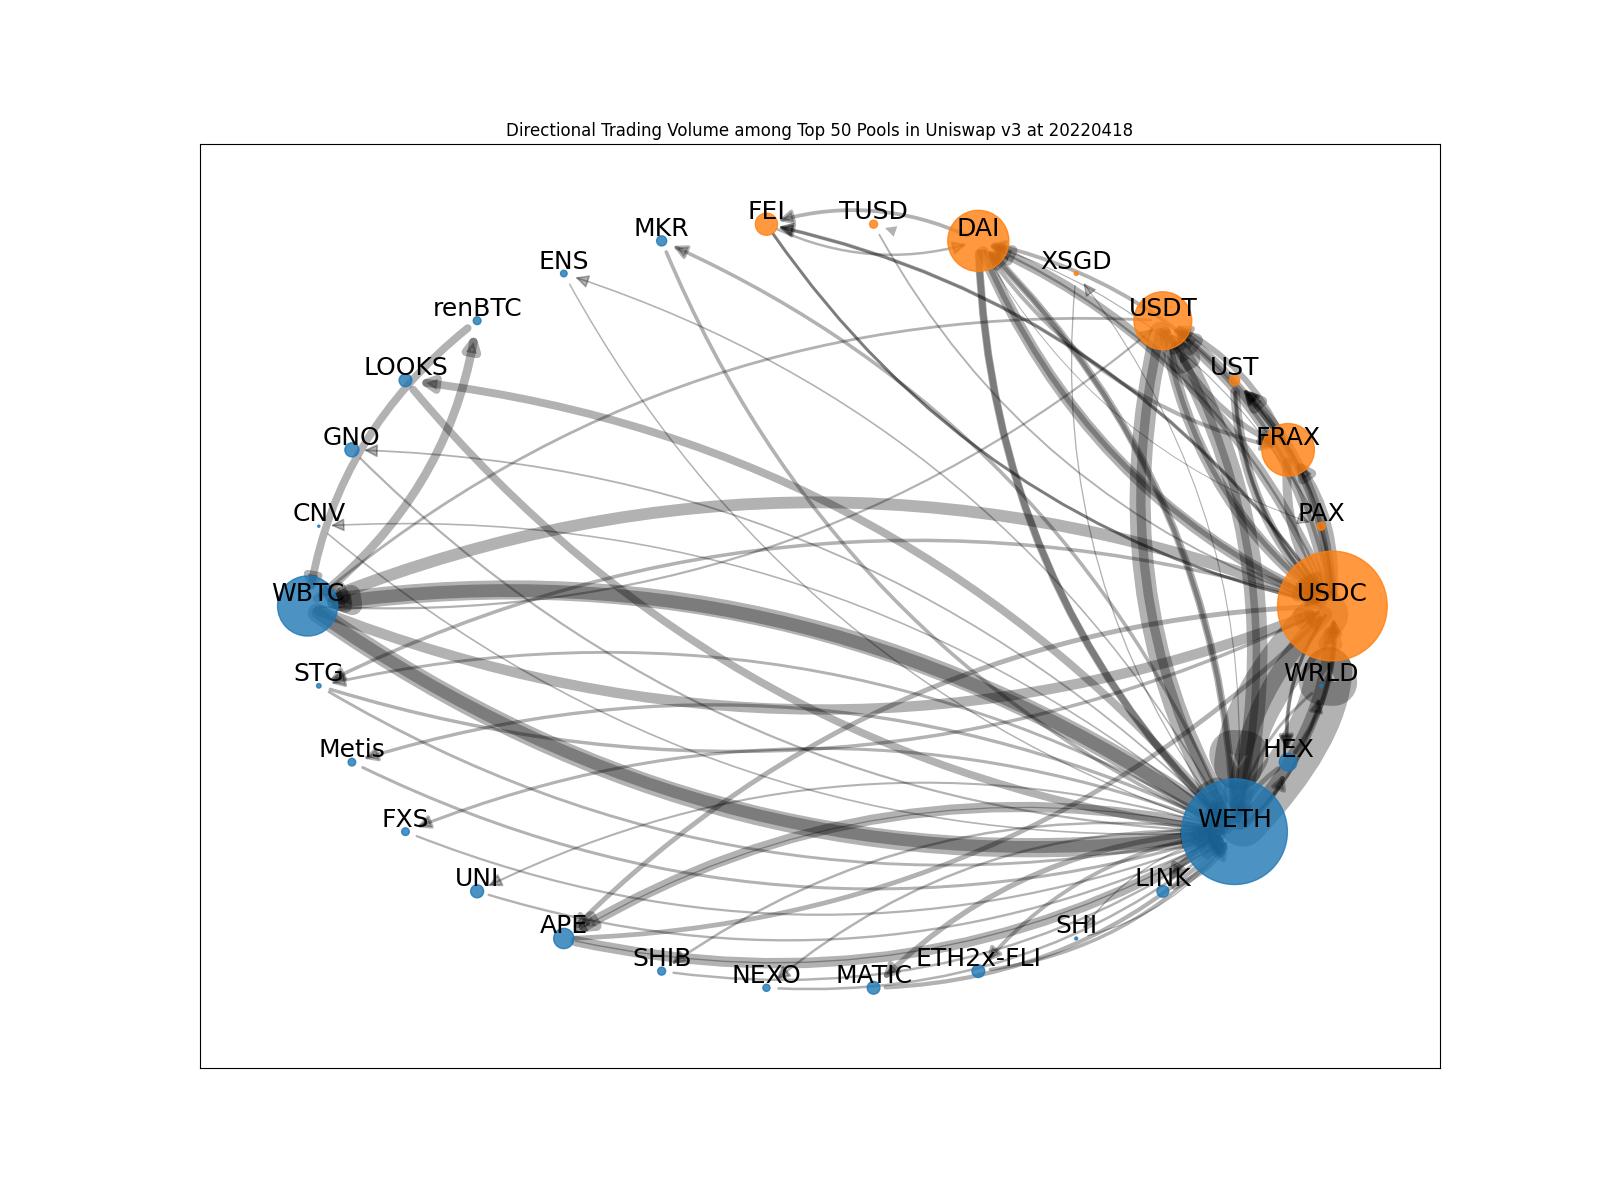 Directional Trading Volume among Top 50 Pools in Uniswap v3 at 20220418
FEI
TUSD
MKR
DAI
ENS
XSGD
renBTC
USDT
LOOKS
UST
GNO
FRAX
CNV
PAX
WBTC
USDC
STG
WRLD
Metis
HEX
FXS
WETH
UNI
LINK
APE
SHI
SHIB
ETH2x-FLI
NEXO
MATIC